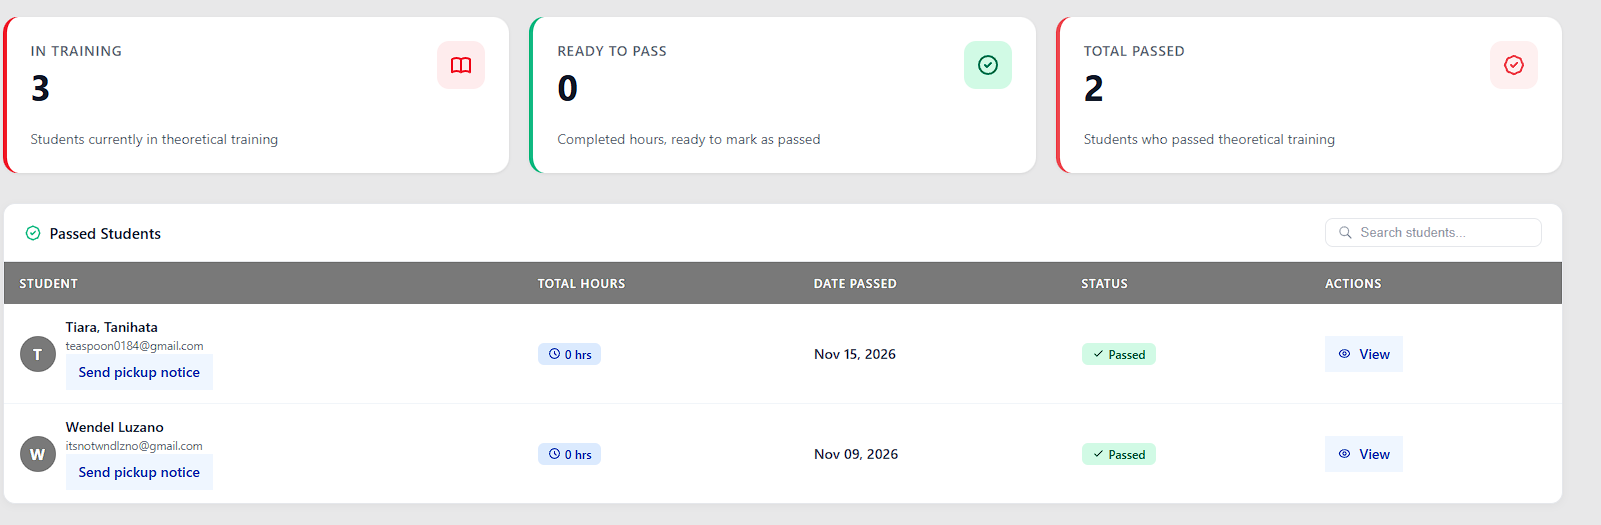 IN TRAINING
3
Students currently in theoretical training
READY TO PASS
0
Completed hours, ready to mark as passed
TOTAL PASSED
2
Students who passed theoretical training
Passed Students
Search students...
STUDENT TOTAL HOURS DATE PASSED STATUS ACTIONS
T
Tiara, Tanihata
teaspoon0184@gmail.com
Send pickup notice
0 hrs
Nov 15, 2026
Passed
View
W
Wendel Luzano
itsnotwndlzno@gmail.com
Send pickup notice
0 hrs
Nov 09, 2026
Passed
View